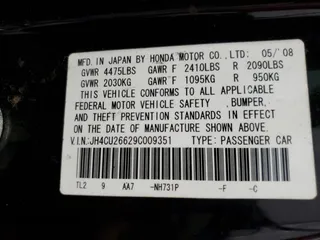 MFD. IN JAPAN BY HONDA MOTOR CO., LTD. 05/'08
GVWR 4475LBS GAWR F 2410LBS R 2090LBS
GVWR 2030KG GAWR F 1095KG R 950KG
THIS VEHICLE CONFORMS TO ALL APPLICABLE
FEDERAL MOTOR VEHICLE SAFETY, BUMPER,
AND THEFT PREVENTION STANDARDS IN EFFECT
ON THE DATE OF MANUFACTURE SHOWN ABOVE.
V.I.N:JH4CU26629C009351 TYPE: PASSENGER CAR
TL2 9 AA7 -NH731P -F -C